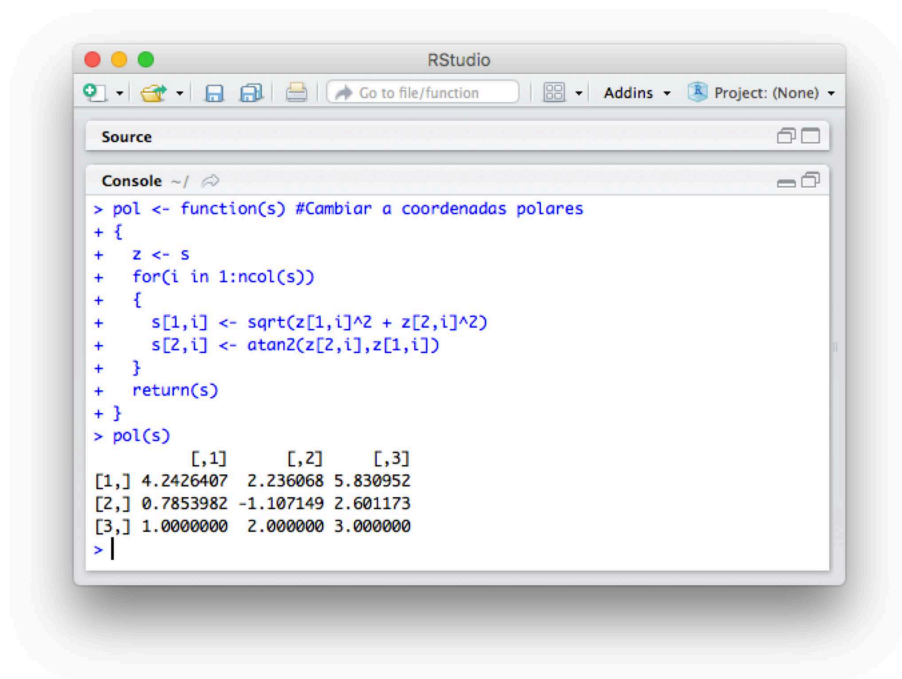 RStudio
Go to file/function
Addins
Project: (None)
Source
Console ~/
> pol <- function(s) #Cambiar a coordenadas polares
+ {
+   z <- s
+   for(i in 1:ncol(s))
+   {
+     s[1,i] <- sqrt(z[1,i]^2 + z[2,i]^2)
+     s[2,i] <- atan2(z[2,i],z[1,i])
+   }
+   return(s)
+ }
> pol(s)
          [,1]      [,2]     [,3]
[1,] 4.2426407  2.236068 5.830952
[2,] 0.7853982 -1.107149 2.601173
[3,] 1.0000000  2.000000 3.000000
>